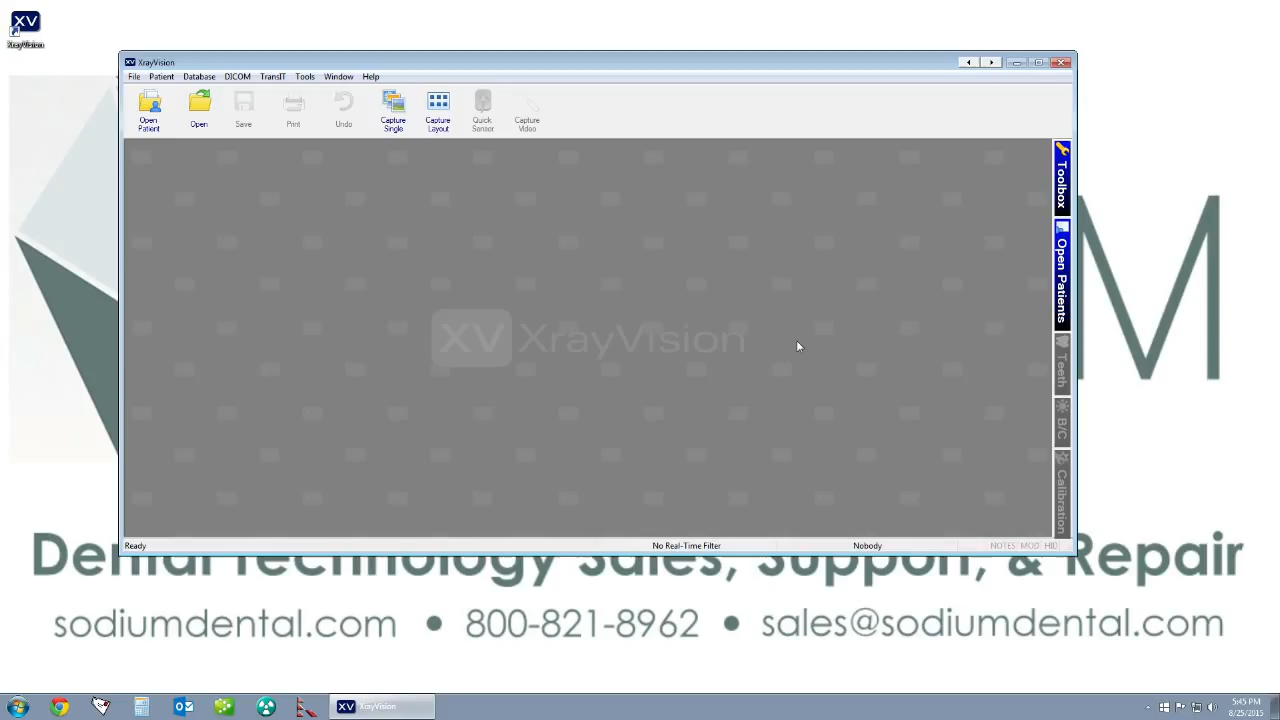 XV
XrayVision
XV XrayVision
File Patient Database DICOM TransIT Tools Window Help
Open Patient
Open
Save
Print
Undo
Capture Single
Capture Layout
Quick Sensor
Capture Video
Toolbox
Open Patients
Teeth
B/C
Calibration
XV XrayVision
M
Ready No Real-Time Filter Nobody NOTES MOD HID
Dental Technology Sales, Support, & Repair
sodiumdental.com • 800-821-8962 • sales@sodiumdental.com
XV XrayVision
5:45 PM
8/25/2015